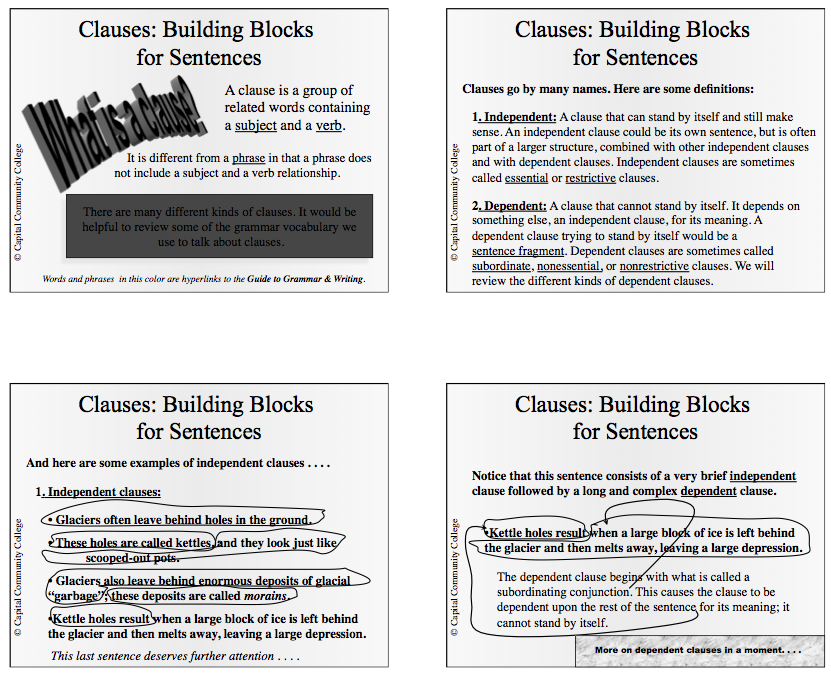 Clauses: Building Blocks
for Sentences
What is a clause?
A clause is a group of
related words containing
a subject and a verb.
It is different from a phrase in that a phrase does
not include a subject and a verb relationship.
There are many different kinds of clauses. It would be
helpful to review some of the grammar vocabulary we
use to talk about clauses.
Words and phrases in this color are hyperlinks to the Guide to Grammar & Writing.
© Capital Community College
Clauses: Building Blocks
for Sentences
Clauses go by many names. Here are some definitions:
1. Independent: A clause that can stand by itself and still make
sense. An independent clause could be its own sentence, but is often
part of a larger structure, combined with other independent clauses
and with dependent clauses. Independent clauses are sometimes
called essential or restrictive clauses.
2. Dependent: A clause that cannot stand by itself. It depends on
something else, an independent clause, for its meaning. A
dependent clause trying to stand by itself would be a
sentence fragment. Dependent clauses are sometimes called
subordinate, nonessential, or nonrestrictive clauses. We will
review the different kinds of dependent clauses.
© Capital Community College
Clauses: Building Blocks
for Sentences
And here are some examples of independent clauses . . . .
1. Independent clauses:
• Glaciers often leave behind holes in the ground.
• These holes are called kettles, and they look just like
scooped-out pots.
• Glaciers also leave behind enormous deposits of glacial
“garbage”; these deposits are called morains.
• Kettle holes result when a large block of ice is left behind
the glacier and then melts away, leaving a large depression.
This last sentence deserves further attention . . . .
© Capital Community College
Clauses: Building Blocks
for Sentences
Notice that this sentence consists of a very brief independent
clause followed by a long and complex dependent clause.
• Kettle holes result when a large block of ice is left behind
the glacier and then melts away, leaving a large depression.
The dependent clause begins with what is called a
subordinating conjunction. This causes the clause to be
dependent upon the rest of the sentence for its meaning; it
cannot stand by itself.
More on dependent clauses in a moment. . . .
© Capital Community College